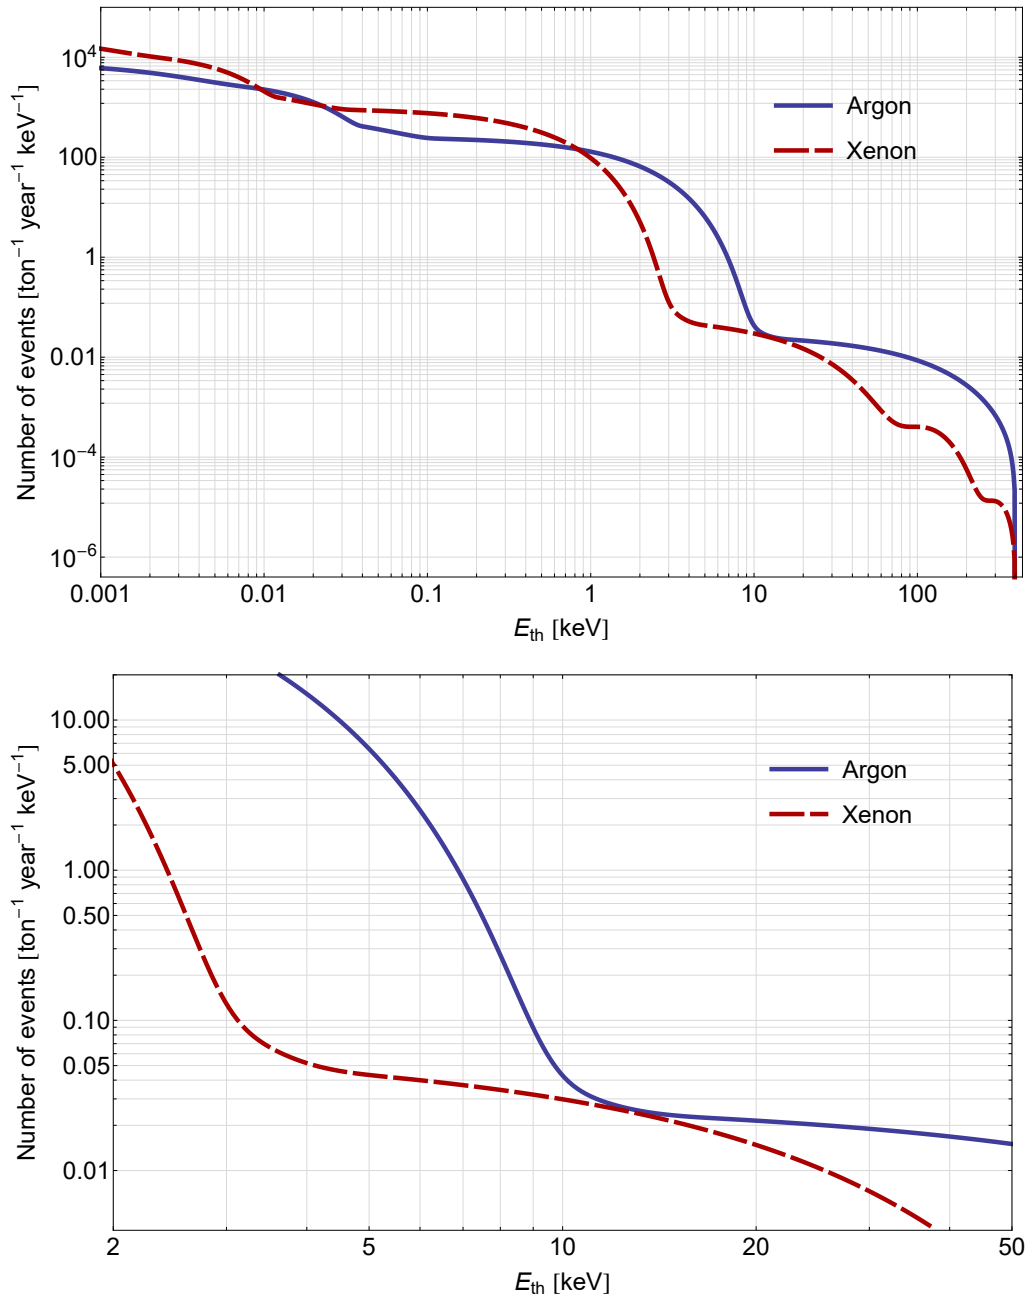 Number of events [ton⁻¹ year⁻¹ keV⁻¹]
10⁴
100
1
0.01
10⁻⁴
10⁻⁶
Argon
Xenon
0.001 0.01 0.1 1 10 100
E_th [keV]
Number of events [ton⁻¹ year⁻¹ keV⁻¹]
10.00
5.00
1.00
0.50
0.10
0.05
0.01
Argon
Xenon
2 5 10 20 50
E_th [keV]